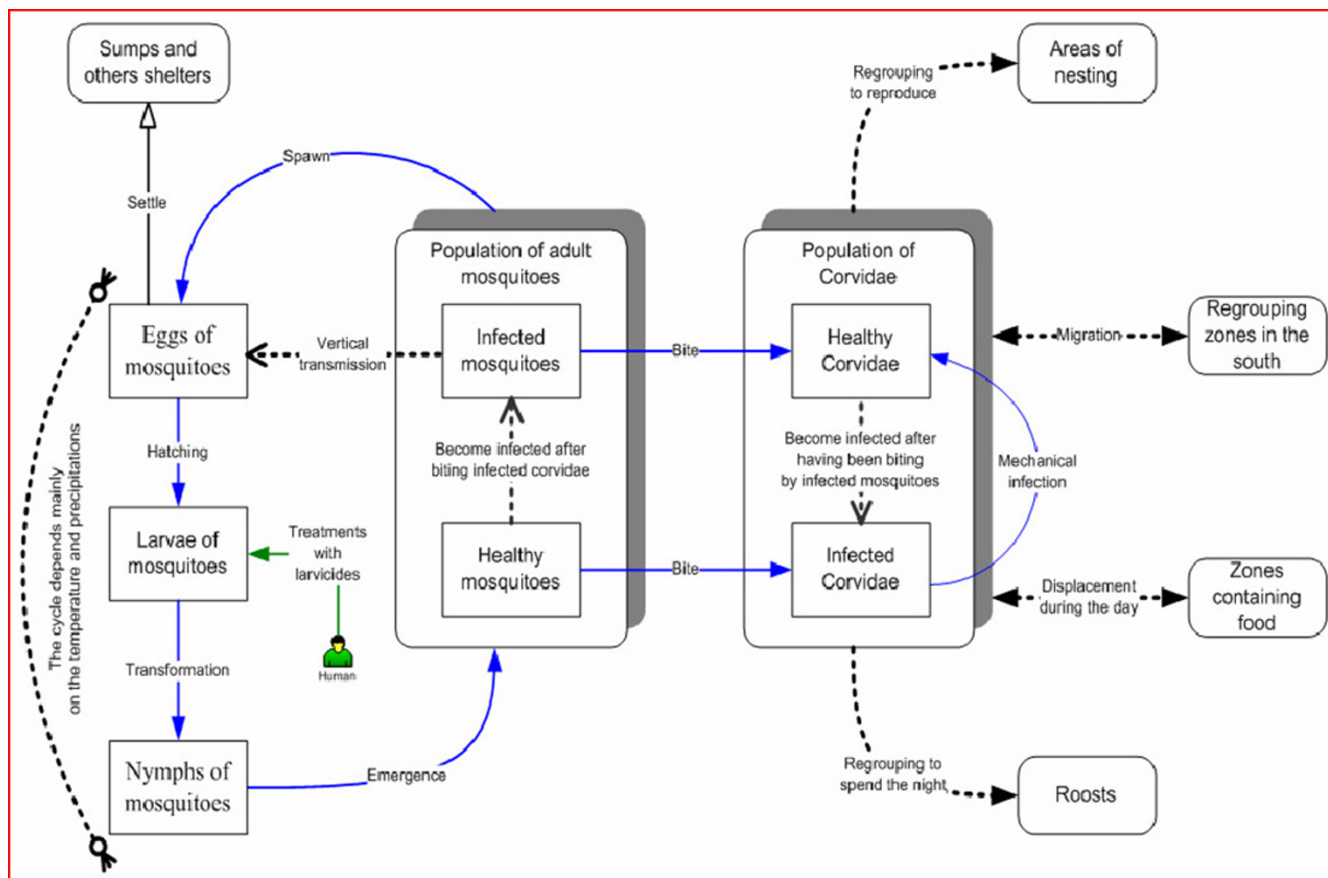 Sumps and
others shelters
Areas of
nesting
Regrouping
to reproduce
Spawn
Settle
Population of adult
mosquitoes
Population of
Corvidae
Eggs of
mosquitoes
Vertical
transmission
Infected
mosquitoes
Bite
Healthy
Corvidae
Migration
Regrouping
zones in the
south
Hatching
Become infected after
biting infected corvidae
Become infected after
having been biting
by infected mosquitoes
Mechanical
infection
The cycle depends mainly
on the temperature and precipitations
Larvae of
mosquitoes
Treatments
with
larvicides
Healthy
mosquitoes
Bite
Infected
Corvidae
Displacement
during the day
Zones
containing
food
Human
Transformation
Nymphs of
mosquitoes
Emergence
Regrouping to
spend the night
Roosts